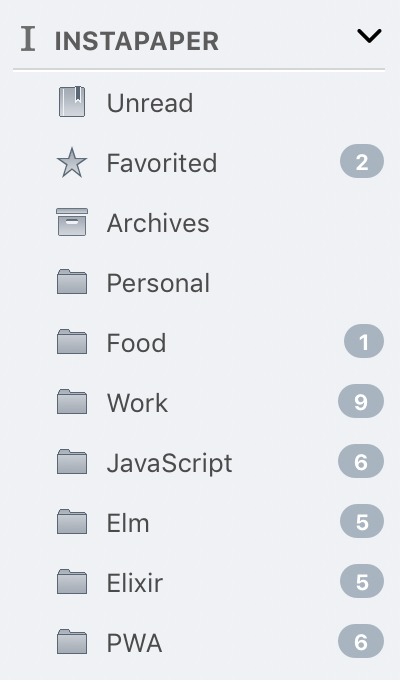 I INSTAPAPER
Unread
Favorited 2
Archives
Personal
Food 1
Work 9
JavaScript 6
Elm 5
Elixir 5
PWA 6